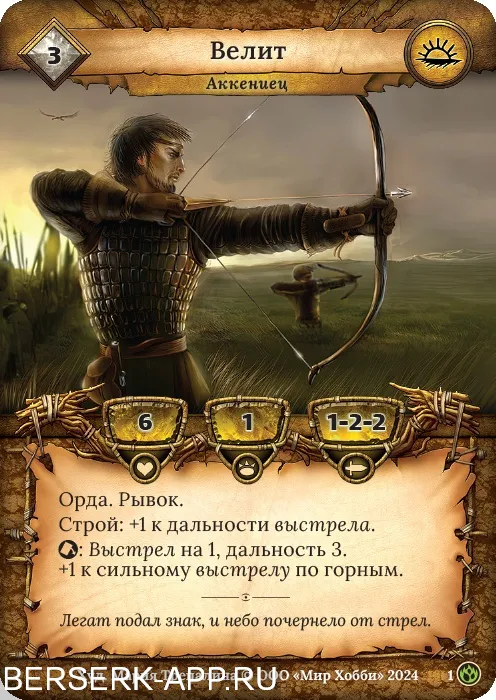 3
Велит
Аккениец
6
1
1-2-2
Орда. Рывок.
Строй: +1 к дальности выстрела.
: Выстрел на 1, дальность 3.
+1 к сильному выстрелу по горным.
Легат подал знак, и небо почернело от стрел.
© ООО «Мир Хобби» 2024
1
BERSERK-APP.RU